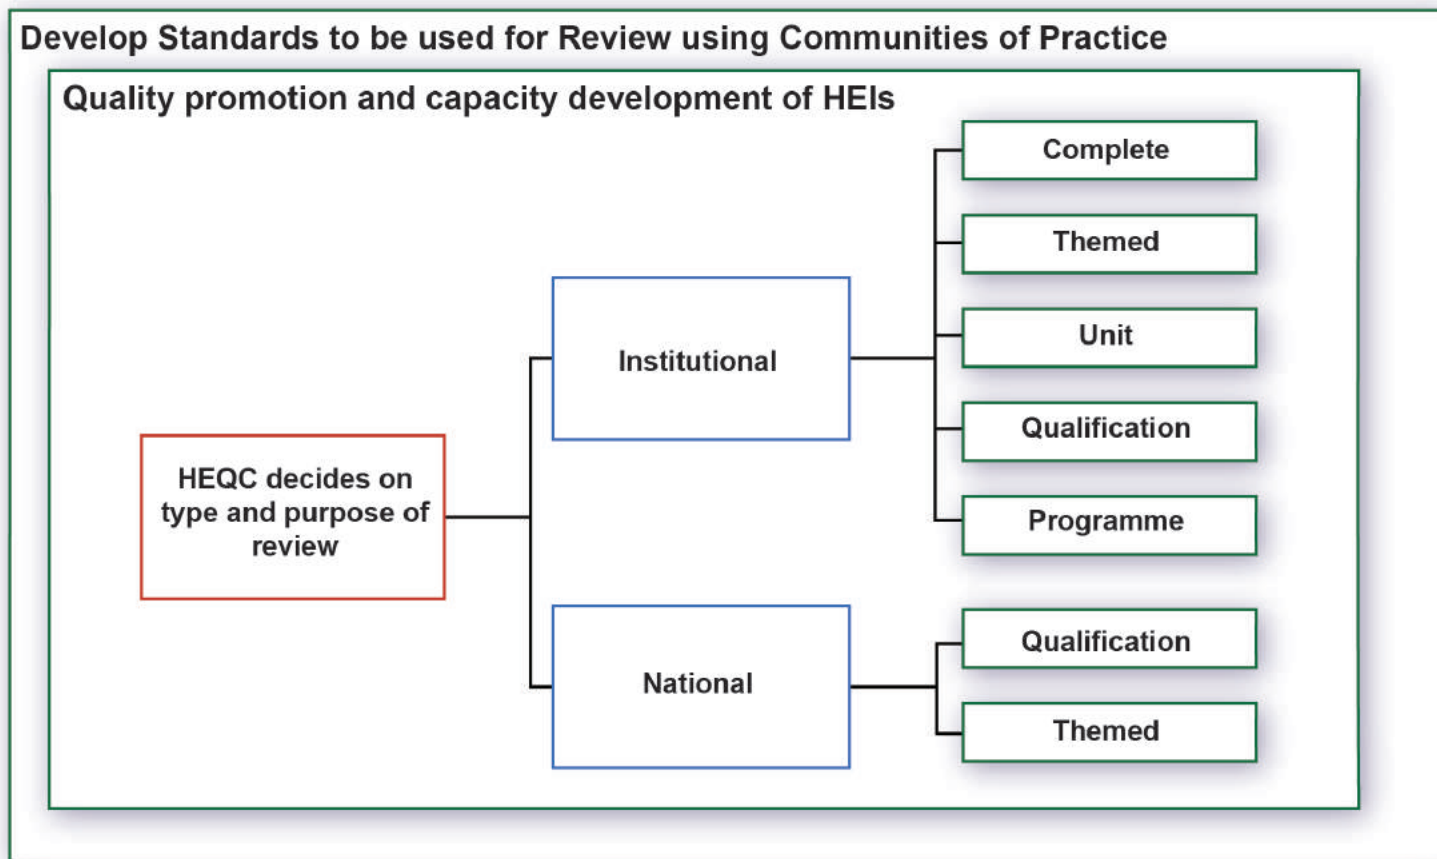 Develop Standards to be used for Review using Communities of Practice
Quality promotion and capacity development of HEIs
HEQC decides on
type and purpose of
review
Institutional
Complete
Themed
Unit
Qualification
Programme
National
Qualification
Themed